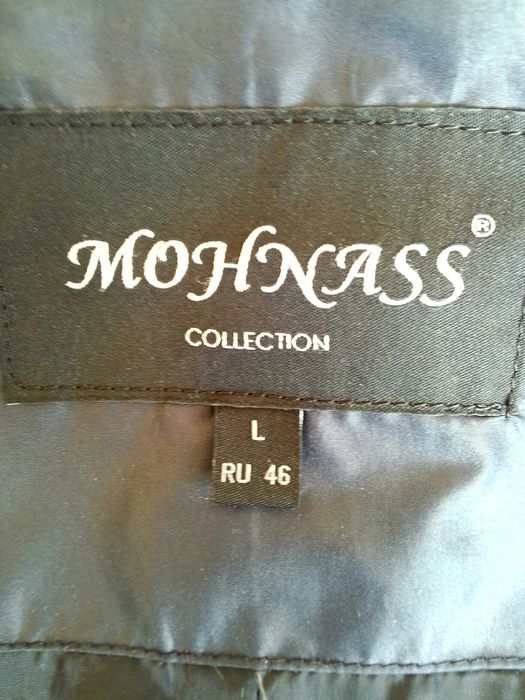 MOHNASS®
COLLECTION
L
RU 46